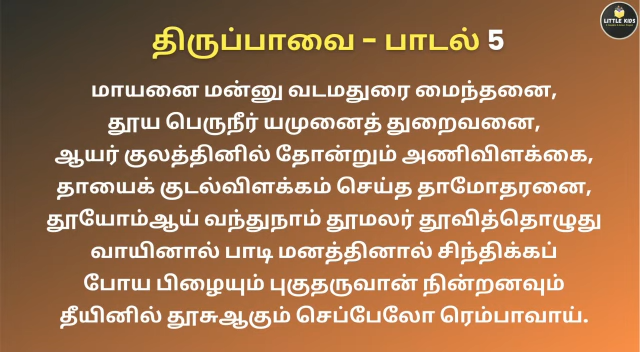 LITTLE KIDS
திருப்பாவை - பாடல் 5
மாயனை மன்னு வடமதுரை மைந்தனை,
தூய பெருநீர் யமுனைத் துறைவனை,
ஆயர் குலத்தினில் தோன்றும் அணிவிளக்கை,
தாயைக் குடல்விளக்கம் செய்த தாமோதரனை,
தூயோம்ஆய் வந்துநாம் தூமலர் தூவித்தொழுது
வாயினால் பாடி மனத்தினால் சிந்திக்கப்
போய பிழையும் புகுதருவான் நின்றனவும்
தீயினில் தூசுஆகும் செப்பேலோ ரெம்பாவாய்.